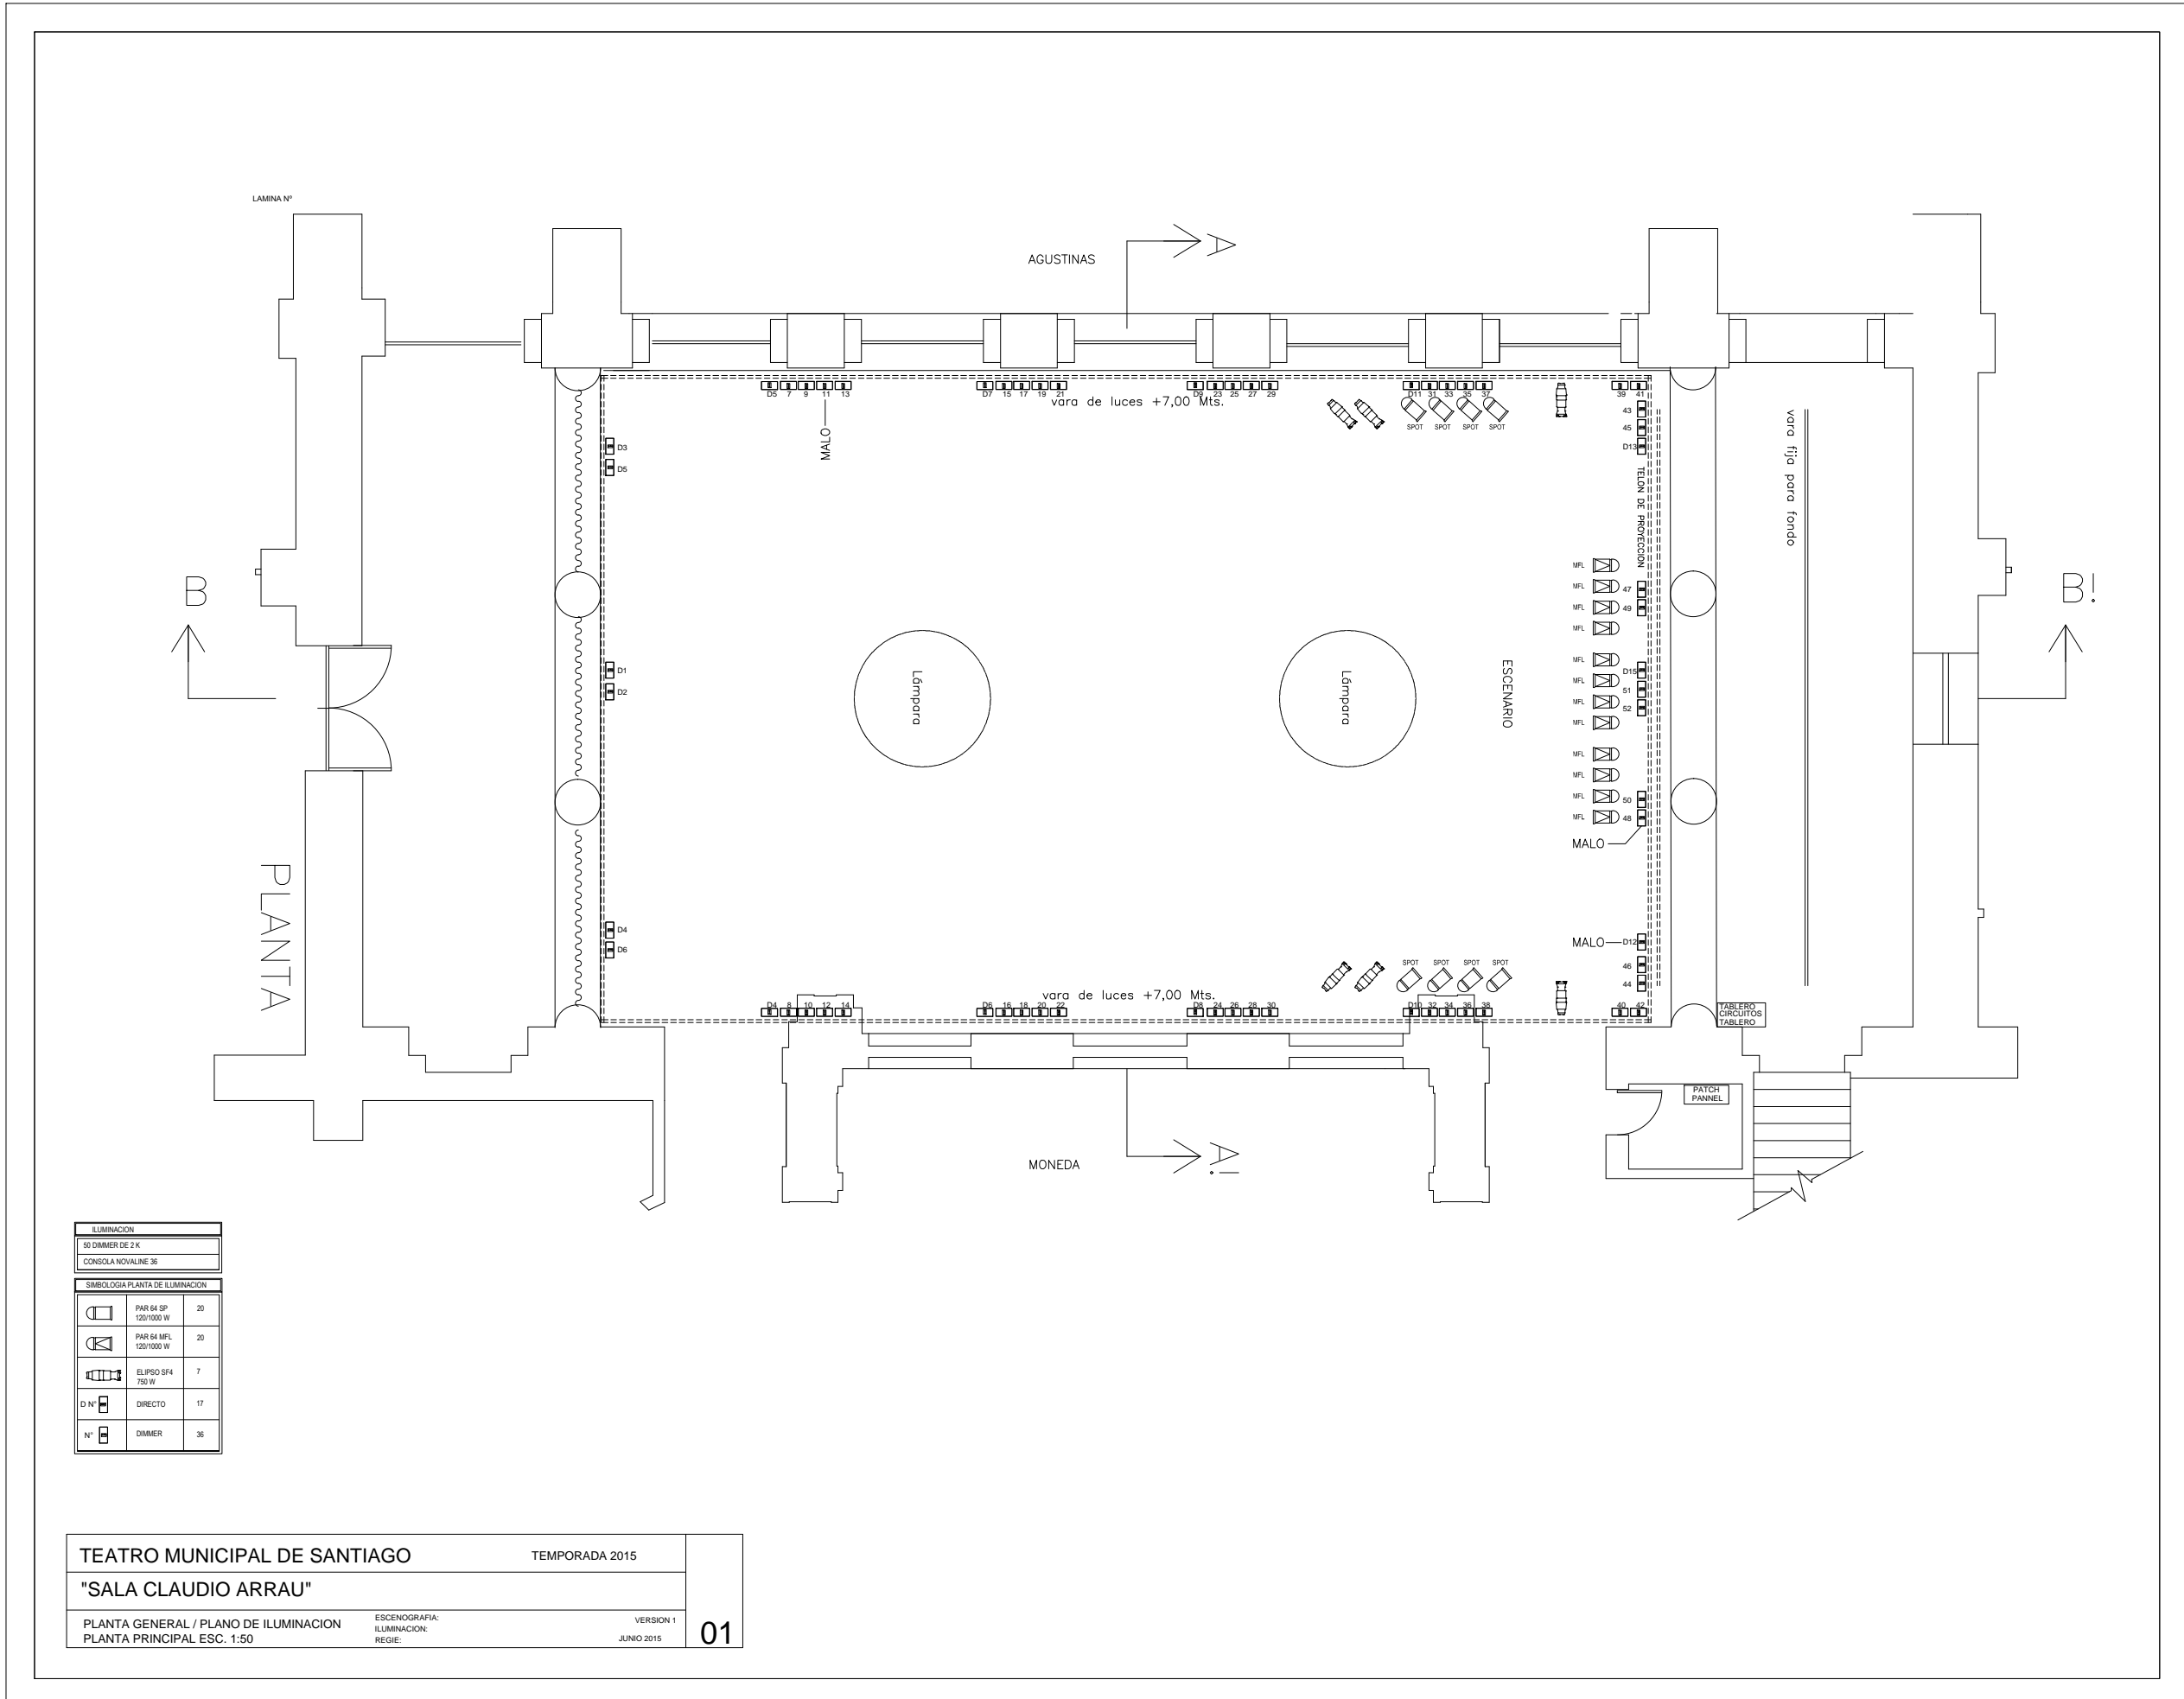 LAMINA Nº
AGUSTINAS
A
D5 7 9 11 13
D7 15 17 19 21
D9 23 25 27 29
D11 31 33 35 37
39 41
vara de luces +7,00 Mts.
SPOT SPOT SPOT SPOT
MALO
43
45
D13
D3
D5
TELON DE PROYECCION
vara fija para fondo
MFL
MFL
MFL
MFL
47
49
B
B!
MFL
MFL
MFL
MFL
D15
51
52
D1
D2
Lámpara
Lámpara
ESCENARIO
MFL
MFL
MFL
MFL
50
48
MALO
PLANTA
D4
D6
MALO
D12
46
44
SPOT SPOT SPOT SPOT
vara de luces +7,00 Mts.
D4 8 10 12 14
D6 16 18 20 22
D8 24 26 28 30
D10 32 34 36 38
40 42
TABLERO
CIRCUITOS
TABLERO
PATCH
PANNEL
MONEDA
A!
ILUMINACION
50 DIMMER DE 2 K
CONSOLA NOVALINE 36
SIMBOLOGIA PLANTA DE ILUMINACION
PAR 64 SP 20
120/1000 W
PAR 64 MFL 20
120/1000 W
ELIPSO SF4 7
750 W
D N° DIRECTO 17
N° DIMMER 36
TEATRO MUNICIPAL DE SANTIAGO TEMPORADA 2015
"SALA CLAUDIO ARRAU"
PLANTA GENERAL / PLANO DE ILUMINACION
PLANTA PRINCIPAL ESC. 1:50
ESCENOGRAFIA:
ILUMINACION:
REGIE:
VERSION 1
JUNIO 2015
01